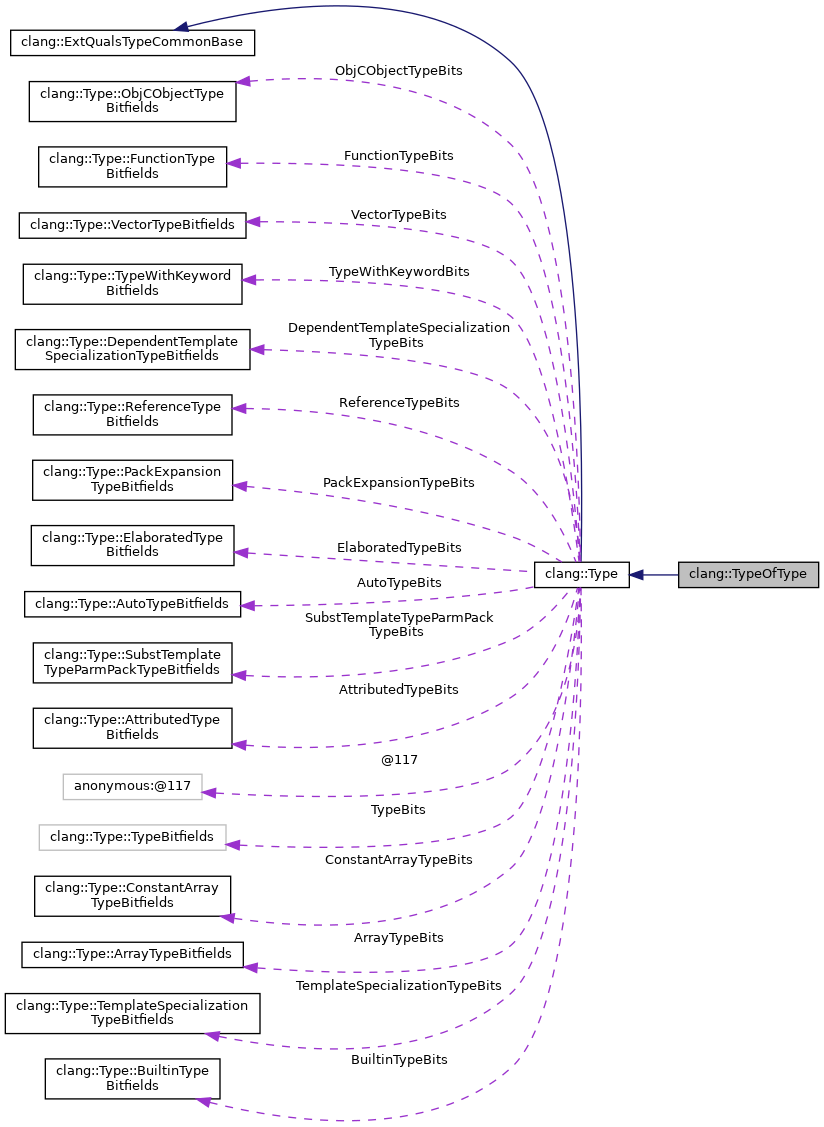 clang::ExtQualsTypeCommonBase
ObjCObjectTypeBits
clang::Type::ObjCObjectType
Bitfields
FunctionTypeBits
clang::Type::FunctionType
Bitfields
VectorTypeBits
clang::Type::VectorTypeBitfields
TypeWithKeywordBits
clang::Type::TypeWithKeyword
Bitfields
DependentTemplateSpecialization
TypeBits
clang::Type::DependentTemplate
SpecializationTypeBitfields
ReferenceTypeBits
clang::Type::ReferenceType
Bitfields
PackExpansionTypeBits
clang::Type::PackExpansion
TypeBitfields
ElaboratedTypeBits
clang::Type::ElaboratedType
Bitfields
clang::Type
clang::TypeOfType
AutoTypeBits
clang::Type::AutoTypeBitfields
SubstTemplateTypeParmPack
TypeBits
clang::Type::SubstTemplate
TypeParmPackTypeBitfields
AttributedTypeBits
clang::Type::AttributedType
Bitfields
@117
anonymous:@117
TypeBits
clang::Type::TypeBitfields
ConstantArrayTypeBits
clang::Type::ConstantArray
TypeBitfields
ArrayTypeBits
clang::Type::ArrayTypeBitfields
TemplateSpecializationTypeBits
clang::Type::TemplateSpecialization
TypeBitfields
BuiltinTypeBits
clang::Type::BuiltinType
Bitfields